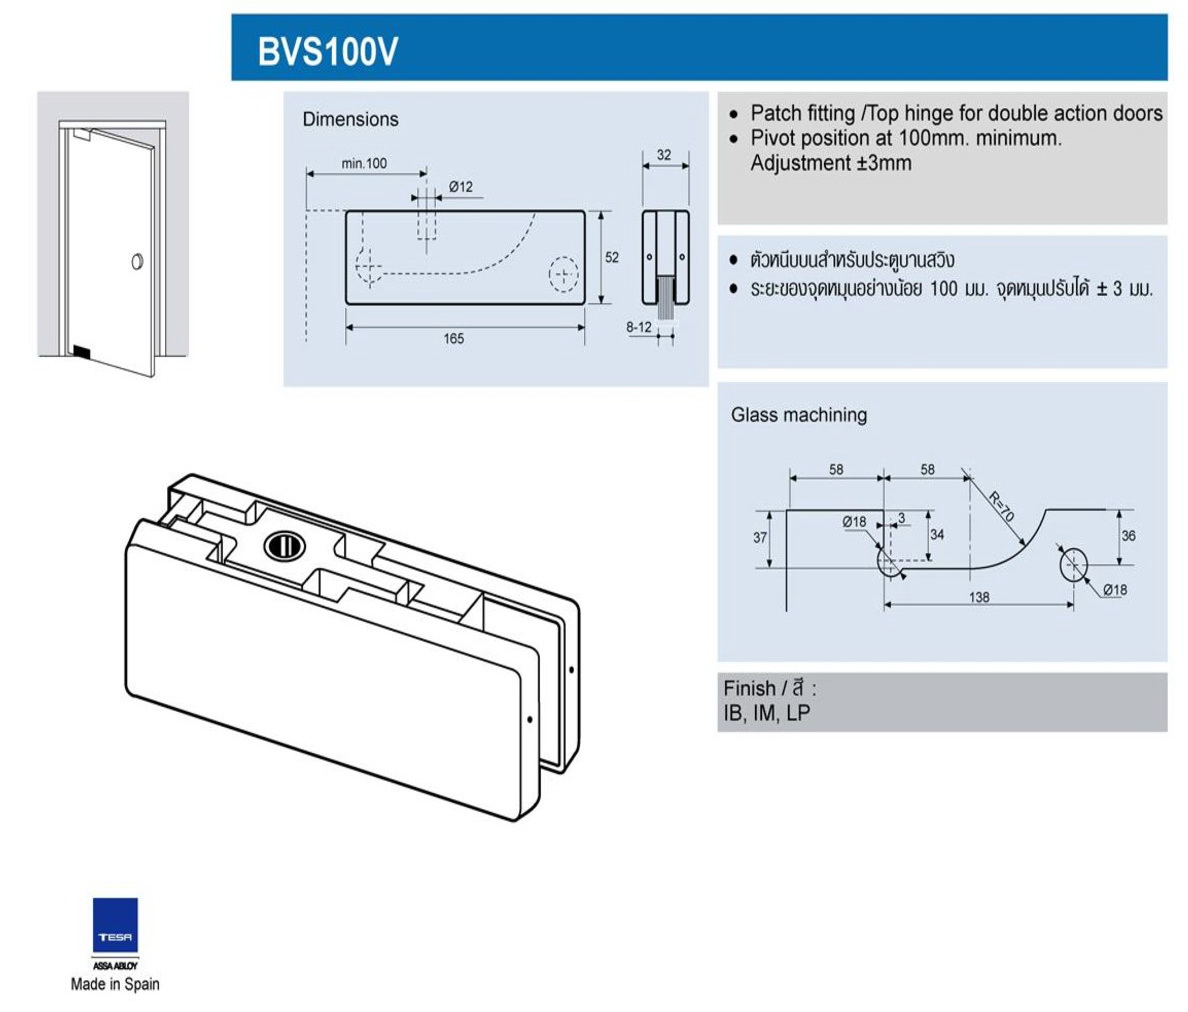 BVS100V
Dimensions
min.100
Ø12
32
52
165
8-12
• Patch fitting /Top hinge for double action doors
• Pivot position at 100mm. minimum.
Adjustment ±3mm
• ตัวหนีบบนสำหรับประตูบานสวิง
• ระยะของจุดหมุนอย่างน้อย 100 มม. จุดหมุนปรับได้ ± 3 มม.
Glass machining
58
58
R=70
37
Ø18
3
34
36
Ø18
138
Finish / สี :
IB, IM, LP
TESA
ASSA ABLOY
Made in Spain